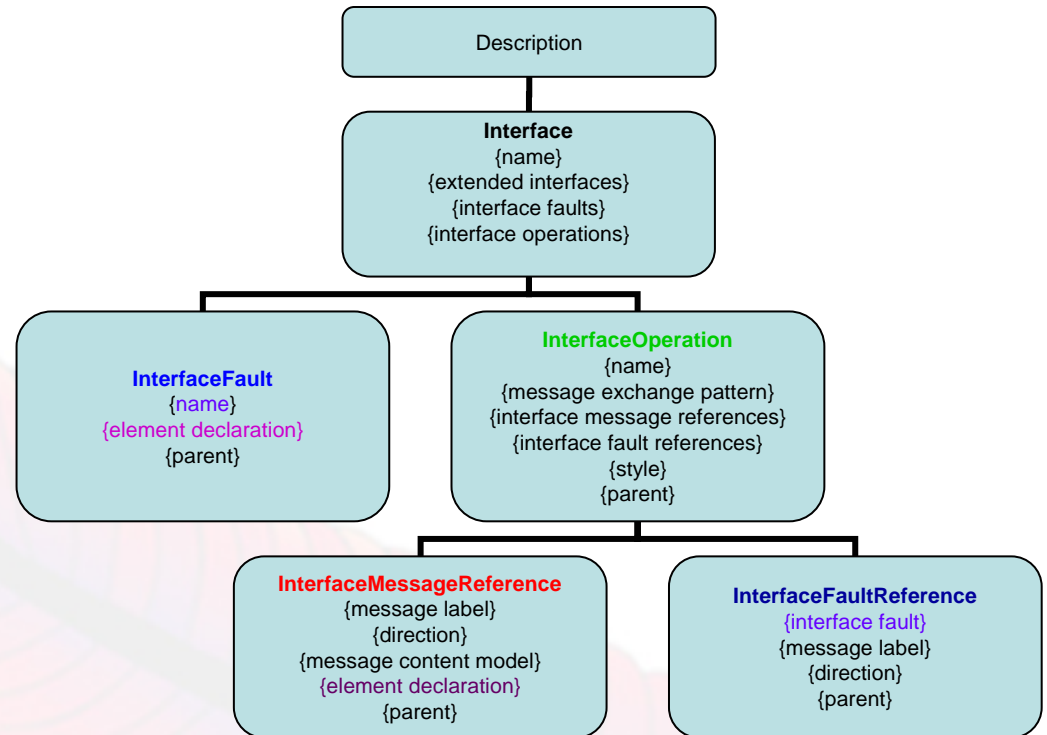 Description
Interface
{name}
{extended interfaces}
{interface faults}
{interface operations}
InterfaceFault
{name}
{element declaration}
{parent}
InterfaceOperation
{name}
{message exchange pattern}
{interface message references}
{interface fault references}
{style}
{parent}
InterfaceMessageReference
{message label}
{direction}
{message content model}
{element declaration}
{parent}
InterfaceFaultReference
{interface fault}
{message label}
{direction}
{parent}